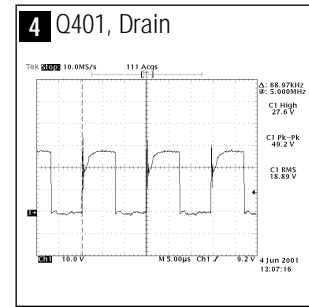 4 Q401, Drain
Tek Stop: 10.0MS/s 111 Acqs
[T]
Δ: 68.97kHz
@: 5.000MHz
C1 High
27.6 V
C1 Pk-Pk
49.2 V
C1 RMS
18.89 V
1
Ch1 10.0 V M 5.00µs Ch1 9.2 V
4 Jun 2001
13:07:16